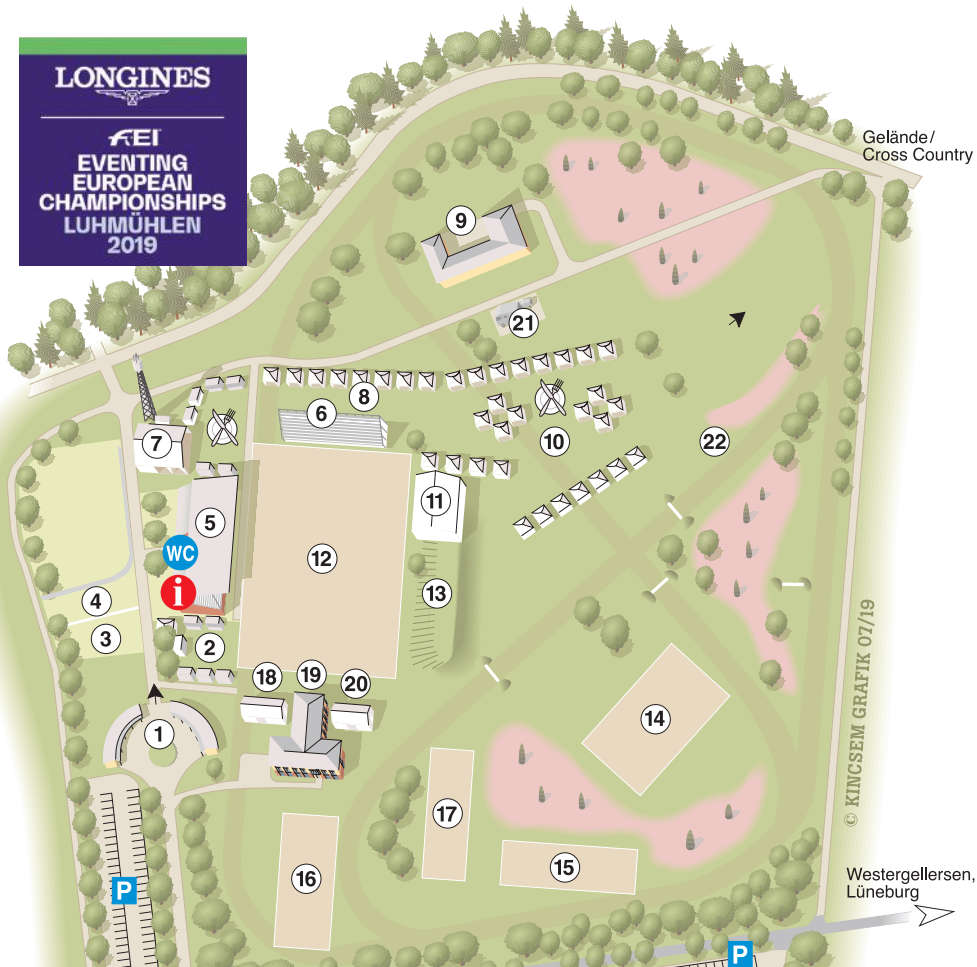 LONGINES
FEI
EVENTING
EUROPEAN
CHAMPIONSHIPS
LUHMÜHLEN
2019
Gelände/
Cross Country
9
21
8
6
10
22
7
11
5
12
WC
i
13
4
3
2
18
19
20
1
14
17
15
16
P
P
© KINCSEM GRAFIK 07/19
Westergellersen,
Lüneburg